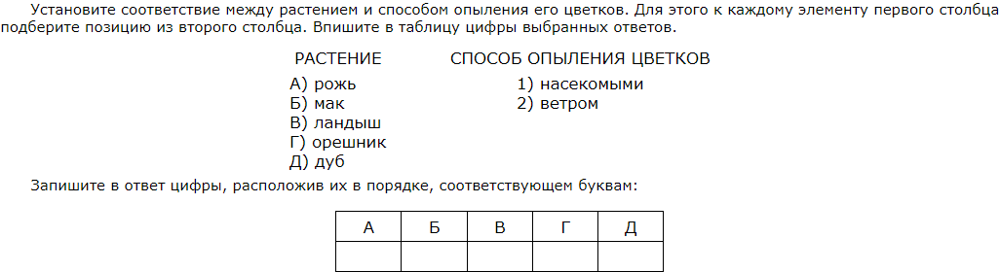 Установите соответствие между растением и способом опыления его цветков. Для этого к каждому элементу первого столбца
подберите позицию из второго столбца. Впишите в таблицу цифры выбранных ответов.
РАСТЕНИЕ СПОСОБ ОПЫЛЕНИЯ ЦВЕТКОВ
А) рожь 1) насекомыми
Б) мак 2) ветром
В) ландыш
Г) орешник
Д) дуб
Запишите в ответ цифры, расположив их в порядке, соответствующем буквам:
А Б В Г Д